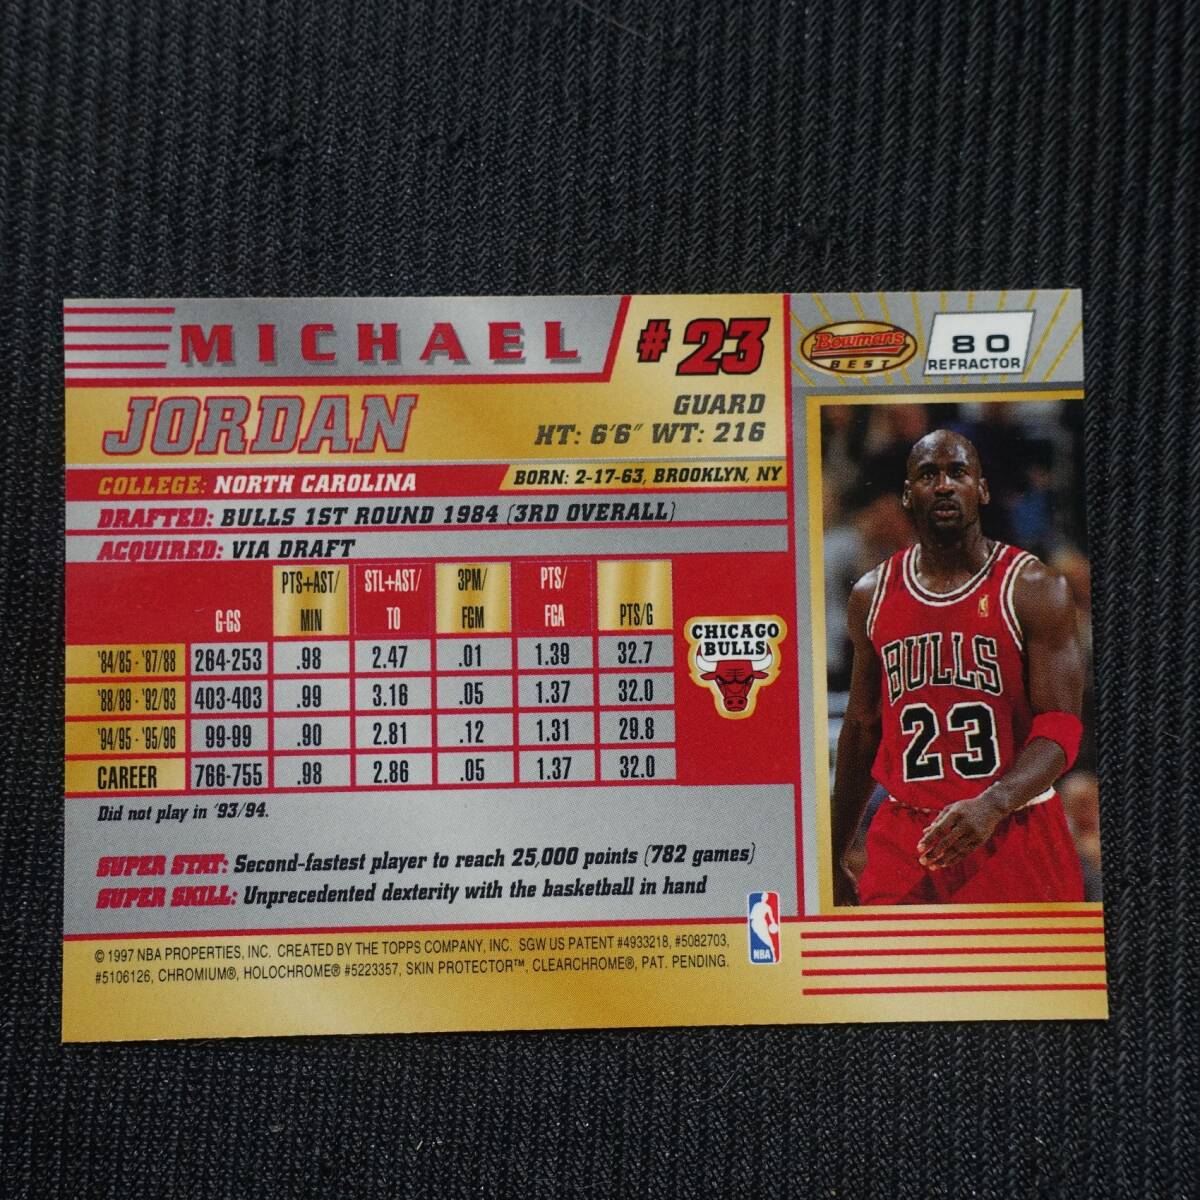 MICHAEL
# 23
JORDAN
GUARD
HT: 6'6" WT: 216
COLLEGE: NORTH CAROLINA
BORN: 2-17-63, BROOKLYN, NY
DRAFTED: BULLS 1ST ROUND 1984 (3RD OVERALL)
ACQUIRED: VIA DRAFT
G-GS PTS+AST/MIN STL+AST/TO 3PM/FGM PTS/FGA PTS/G
'84/85 - '87/88 264-253 .98 2.47 .01 1.39 32.7
'88/89 - '92/93 403-403 .99 3.16 .05 1.37 32.0
'94/95 - '95/96 99-99 .90 2.81 .12 1.31 29.8
CAREER 766-755 .98 2.86 .05 1.37 32.0
Did not play in '93/94.
SUPER STAT: Second-fastest player to reach 25,000 points (782 games)
SUPER SKILL: Unprecedented dexterity with the basketball in hand
© 1997 NBA PROPERTIES, INC. CREATED BY THE TOPPS COMPANY, INC. SGW US PATENT #4933218, #5082703,
#5106126, CHROMIUM®, HOLOCHROME® #5223357, SKIN PROTECTOR™, CLEARCHROME®, PAT. PENDING.
CHICAGO
BULLS
NBA
Bowmans
BEST
80
REFRACTOR
BULLS
23